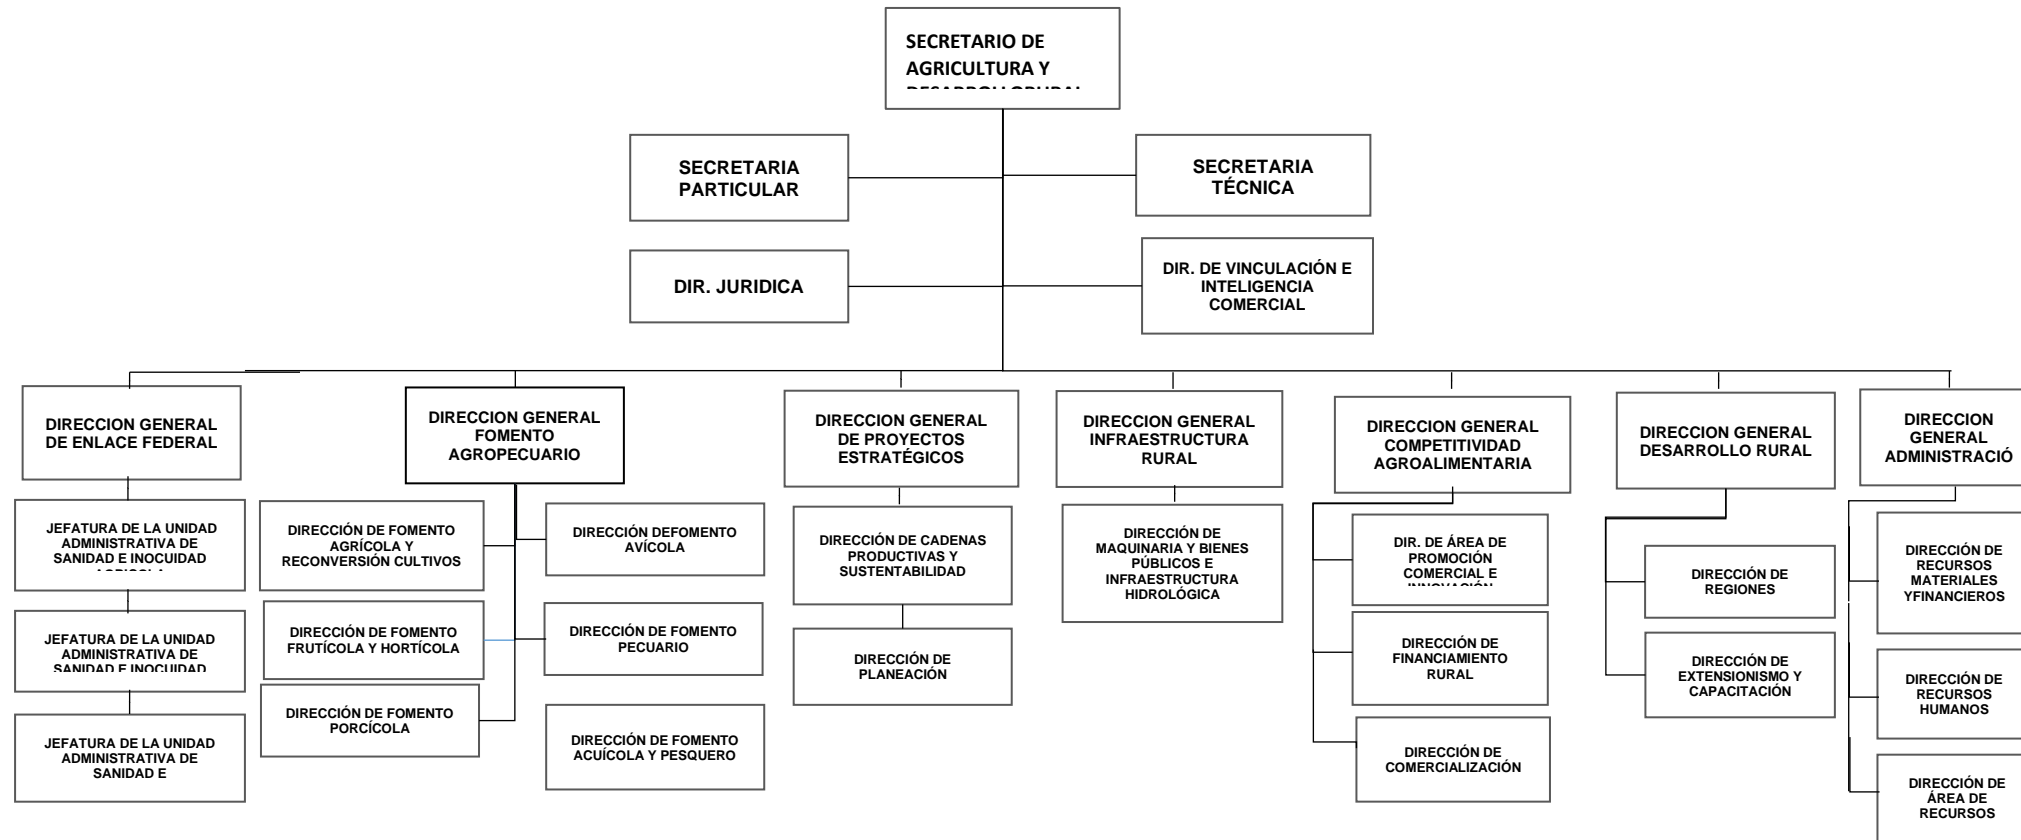 SECRETARIO DE
AGRICULTURA Y
SECRETARIA
PARTICULAR
SECRETARIA
TÉCNICA
DIR. JURIDICA
DIR. DE VINCULACIÓN E
INTELIGENCIA
COMERCIAL
DIRECCION GENERAL
DE ENLACE FEDERAL
DIRECCION GENERAL
FOMENTO
AGROPECUARIO
DIRECCION GENERAL
DE PROYECTOS
ESTRATÉGICOS
DIRECCION GENERAL
INFRAESTRUCTURA
RURAL
DIRECCION GENERAL
COMPETITIVIDAD
AGROALIMENTARIA
DIRECCION GENERAL
DESARROLLO RURAL
DIRECCION
GENERAL
ADMINISTRACIÓ
JEFATURA DE LA UNIDAD
ADMINISTRATIVA DE
SANIDAD E INOCUIDAD
JEFATURA DE LA UNIDAD
ADMINISTRATIVA DE
SANIDAD E INOCUIDAD
JEFATURA DE LA UNIDAD
ADMINISTRATIVA DE
SANIDAD E
DIRECCIÓN DE FOMENTO
AGRÍCOLA Y
RECONVERSIÓN CULTIVOS
DIRECCIÓN DE FOMENTO
FRUTÍCOLA Y HORTÍCOLA
DIRECCIÓN DE FOMENTO
PORCÍCOLA
DIRECCIÓN DEFOMENTO
AVÍCOLA
DIRECCIÓN DE FOMENTO
PECUARIO
DIRECCIÓN DE FOMENTO
ACUÍCOLA Y PESQUERO
DIRECCIÓN DE CADENAS
PRODUCTIVAS Y
SUSTENTABILIDAD
DIRECCIÓN DE
PLANEACIÓN
DIRECCIÓN DE
MAQUINARIA Y BIENES
PÚBLICOS E
INFRAESTRUCTURA
HIDROLÓGICA
DIR. DE ÁREA DE
PROMOCIÓN
COMERCIAL E
INNOVACIÓN
DIRECCIÓN DE
FINANCIAMIENTO
RURAL
DIRECCIÓN DE
COMERCIALIZACIÓN
DIRECCIÓN DE
REGIONES
DIRECCIÓN DE
EXTENSIONISMO Y
CAPACITACIÓN
DIRECCIÓN DE
RECURSOS
MATERIALES
YFINANCIEROS
DIRECCIÓN DE
RECURSOS
HUMANOS
DIRECCIÓN DE
ÁREA DE
RECURSOS